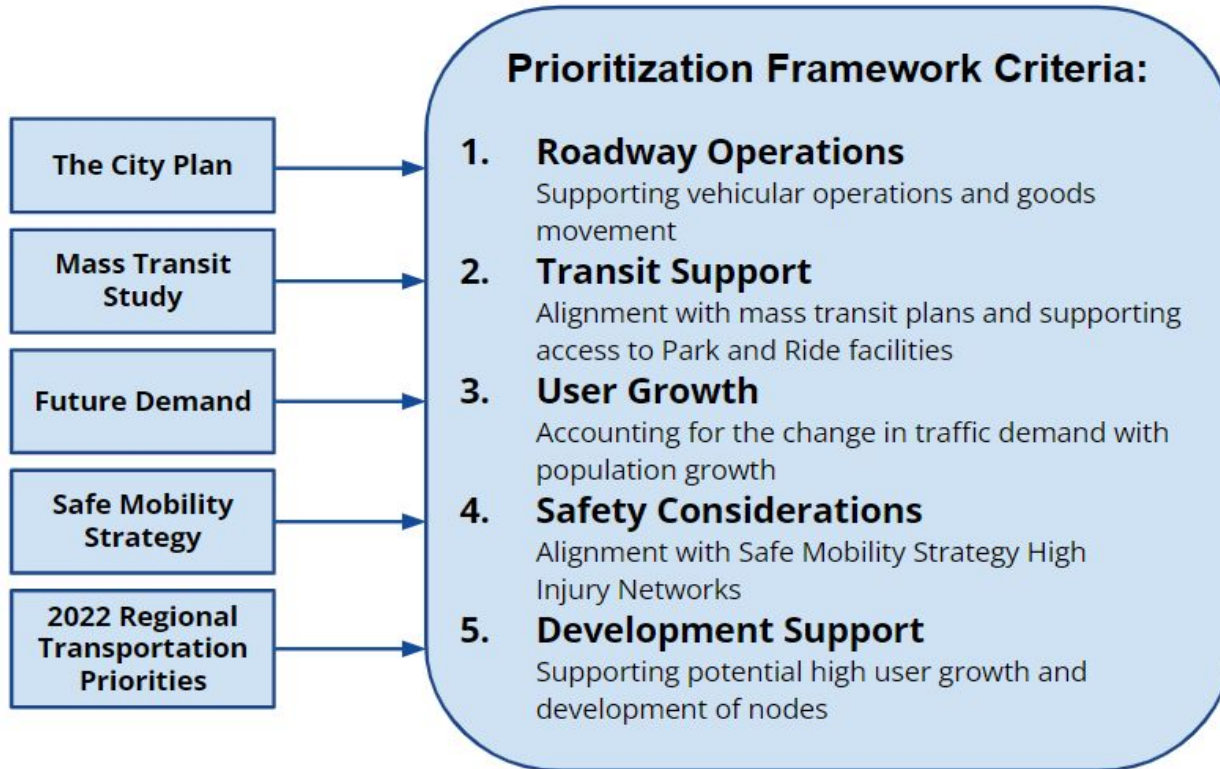 Prioritization Framework Criteria:
The City Plan
Mass Transit
Study
Future Demand
Safe Mobility
Strategy
2022 Regional
Transportation
Priorities
1. Roadway Operations
Supporting vehicular operations and goods
movement
2. Transit Support
Alignment with mass transit plans and supporting
access to Park and Ride facilities
3. User Growth
Accounting for the change in traffic demand with
population growth
4. Safety Considerations
Alignment with Safe Mobility Strategy High
Injury Networks
5. Development Support
Supporting potential high user growth and
development of nodes